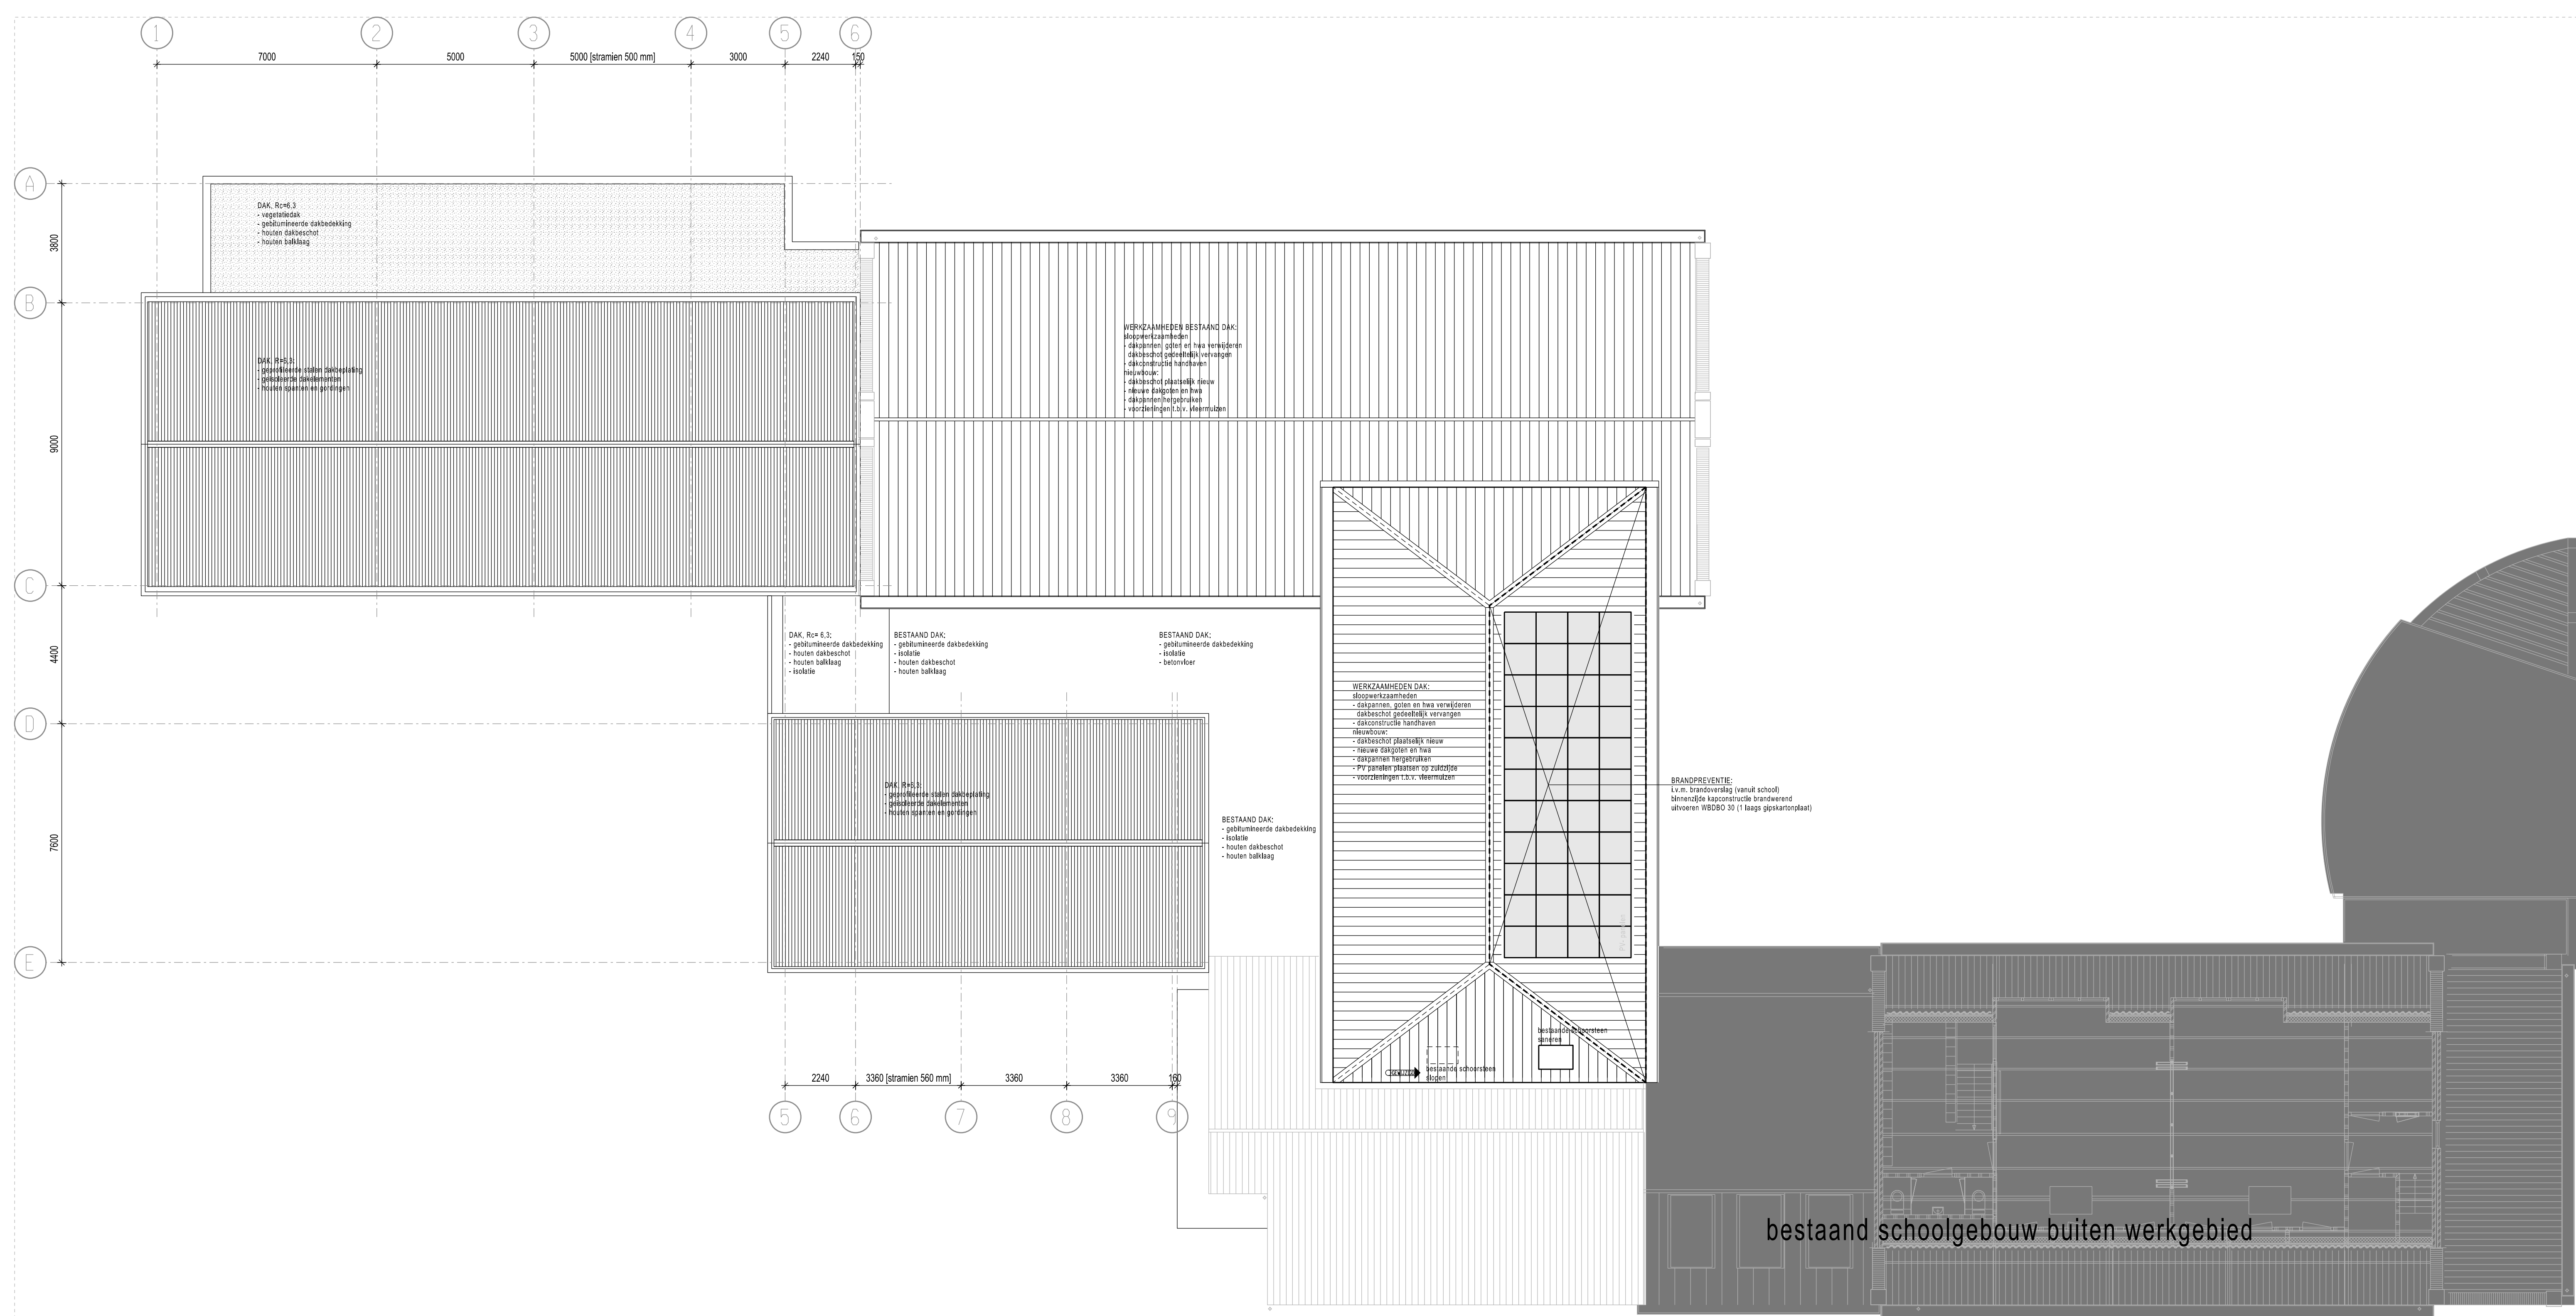 1 2 3 4 5 6
7000 5000 5000 [stramien 500 mm] 3000 2240 150
A
3800
B
9000
C
4400
D
7600
E
DAK, Rc=6,3
- vegetatiedak
- gebitumineerde dakbedekking
- houten dakbeschot
- houten balklaag
DAK, R=6,3:
- geprofileerde stalen dakbeplating
- geïsoleerde dakelementen
- houten spanten en gordingen
WERKZAAMHEDEN BESTAAND DAK:
sloopwerkzaamheden
- dakpannen, goten en hwa verwijderen
dakbeschot gedeeltelijk vervangen
- dakconstructie handhaven
nieuwbouw:
- dakbeschot plaatselijk nieuw
- nieuwe dakgoten en hwa
- dakpannen hergebruiken
- voorzieningen t.b.v. vleermuizen
DAK, Rc= 6,3:
- gebitumineerde dakbedekking
- houten dakbeschot
- houten balklaag
- isolatie
BESTAAND DAK:
- gebitumineerde dakbedekking
- isolatie
- houten dakbeschot
- houten balklaag
BESTAAND DAK:
- gebitumineerde dakbedekking
- isolatie
- betonvloer
WERKZAAMHEDEN DAK:
sloopwerkzaamheden
- dakpannen, goten en hwa verwijderen
dakbeschot gedeeltelijk vervangen
- dakconstructie handhaven
nieuwbouw:
- dakbeschot plaatselijk nieuw
- nieuwe dakgoten en hwa
- dakpannen hergebruiken
- PV panelen plaatsen op zuidzijde
- voorzieningen t.b.v. vleermuizen
BRANDPREVENTIE:
i.v.m. brandoverslag (vanuit school)
binnenzijde kapconstructie brandwerend
uitvoeren WBDBO 30 (1 laags gipskartonplaat)
DAK, R=6,3:
- geprofileerde stalen dakbeplating
- geïsoleerde dakelementen
- houten spanten en gordingen
BESTAAND DAK:
- gebitumineerde dakbedekking
- isolatie
- houten dakbeschot
- houten balklaag
bestaande schoorsteen
saneren
bestaande schoorsteen
slopen
2240 3360 [stramien 560 mm] 3360 3360 160
5 6 7 8 9
bestaand schoolgebouw buiten werkgebied